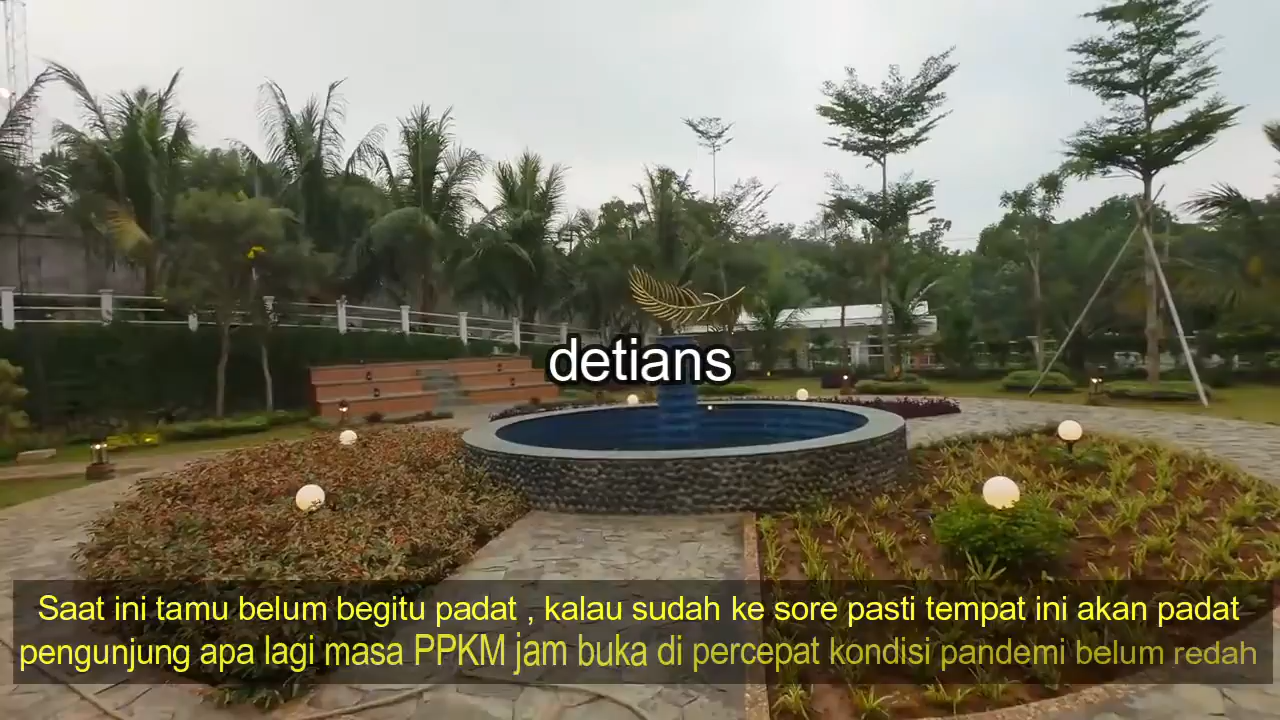 detians
Saat ini tamu belum begitu padat , kalau sudah ke sore pasti tempat ini akan padat
pengunjung apa lagi masa PPKM jam buka di percepat kondisi pandemi belum redah